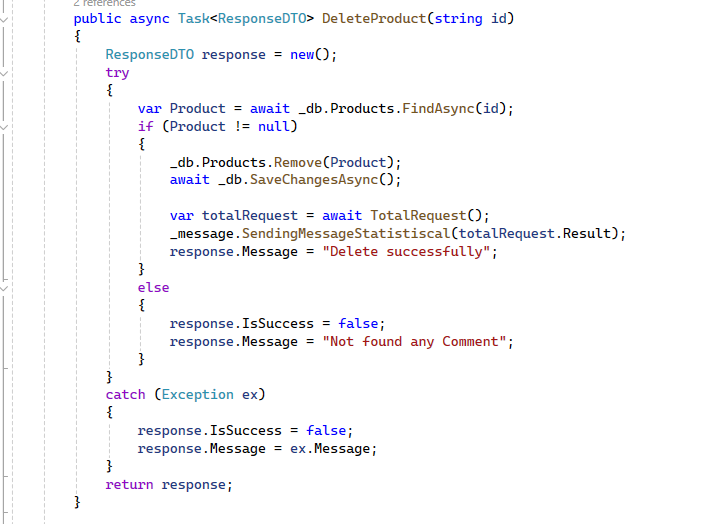 2 references
public async Task<ResponseDTO> DeleteProduct(string id)
{
ResponseDTO response = new();
try
{
var Product = await _db.Products.FindAsync(id);
if (Product != null)
{
_db.Products.Remove(Product);
await _db.SaveChangesAsync();
var totalRequest = await TotalRequest();
_message.SendingMessageStatistiscal(totalRequest.Result);
response.Message = "Delete successfully";
}
else
{
response.IsSuccess = false;
response.Message = "Not found any Comment";
}
}
catch (Exception ex)
{
response.IsSuccess = false;
response.Message = ex.Message;
}
return response;
}